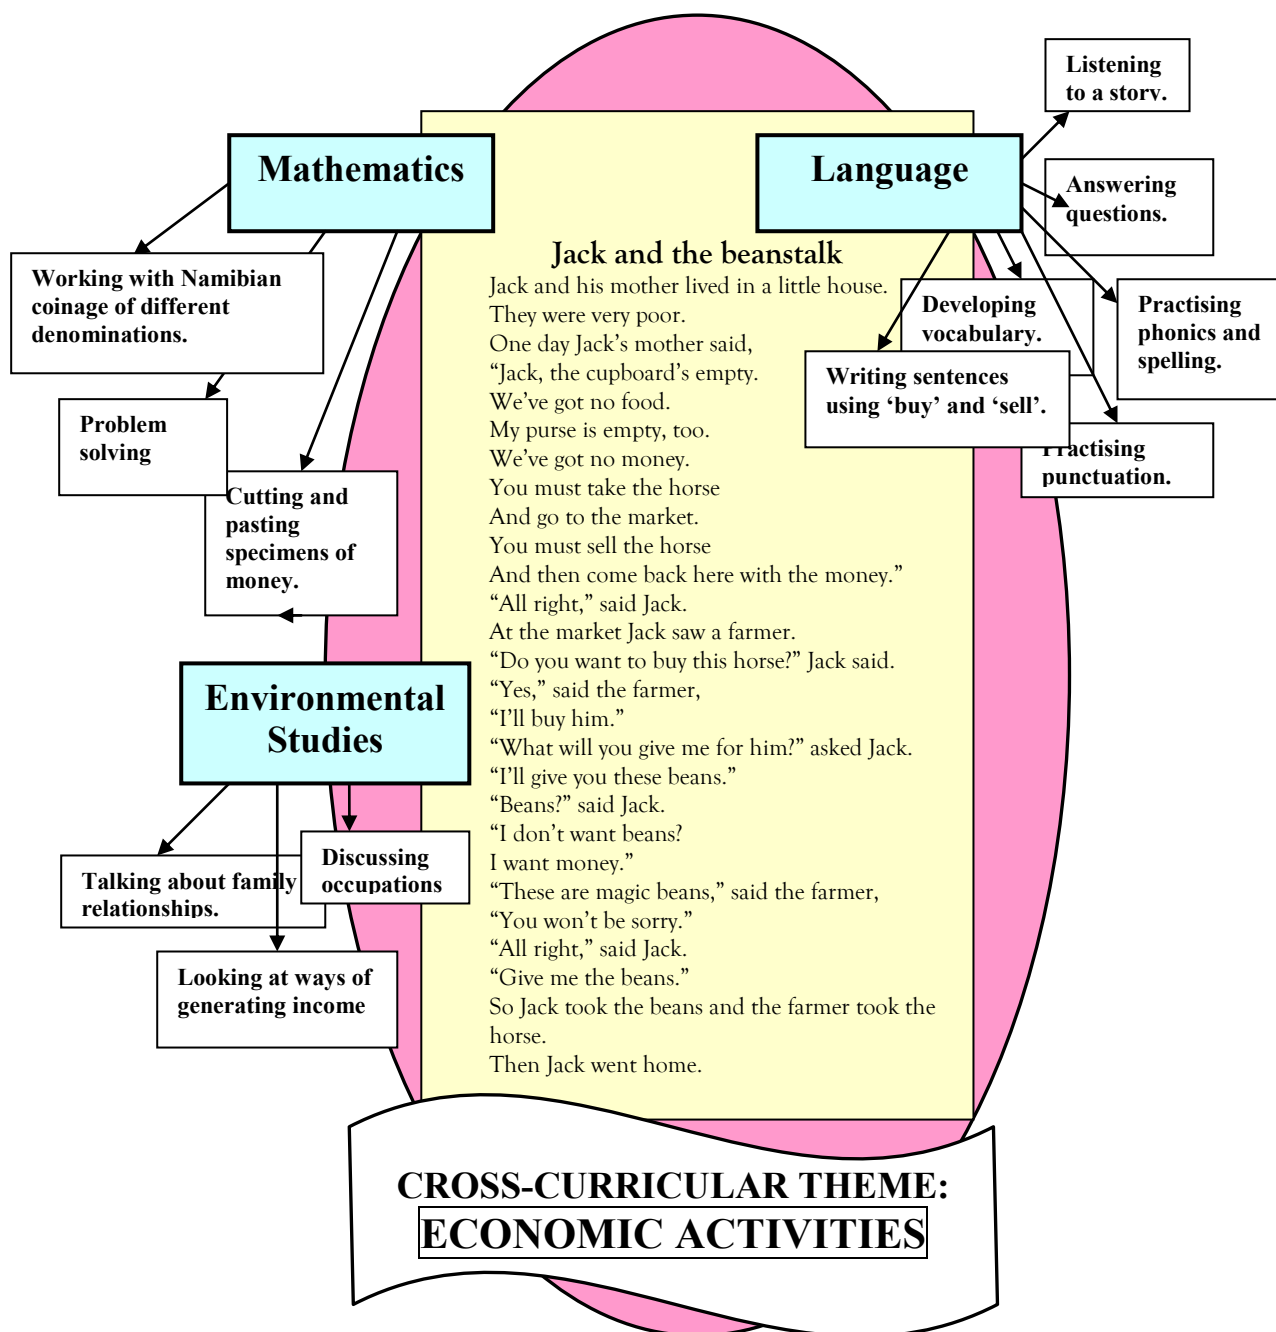 Listening
to a story.
Mathematics
Language
Answering
questions.
Working with Namibian
coinage of different
denominations.
Developing
vocabulary.
Practising
phonics and
spelling.
Writing sentences
using ‘buy’ and ‘sell’.
Practising
punctuation.
Problem
solving
Cutting and
pasting
specimens of
money.
Jack and the beanstalk
Jack and his mother lived in a little house.
They were very poor.
One day Jack’s mother said,
“Jack, the cupboard’s empty.
We’ve got no food.
My purse is empty, too.
We’ve got no money.
You must take the horse
And go to the market.
You must sell the horse
And then come back here with the money.”
“All right,” said Jack.
At the market Jack saw a farmer.
“Do you want to buy this horse?” Jack said.
“Yes,” said the farmer,
“I’ll buy him.”
“What will you give me for him?” asked Jack.
“I’ll give you these beans.”
“Beans?” said Jack.
“I don’t want beans?
I want money.”
“These are magic beans,” said the farmer,
“You won’t be sorry.”
“All right,” said Jack.
“Give me the beans.”
So Jack took the beans and the farmer took the
horse.
Then Jack went home.
Environmental
Studies
Discussing
occupations
Talking about family
relationships.
Looking at ways of
generating income
CROSS-CURRICULAR THEME:
ECONOMIC ACTIVITIES